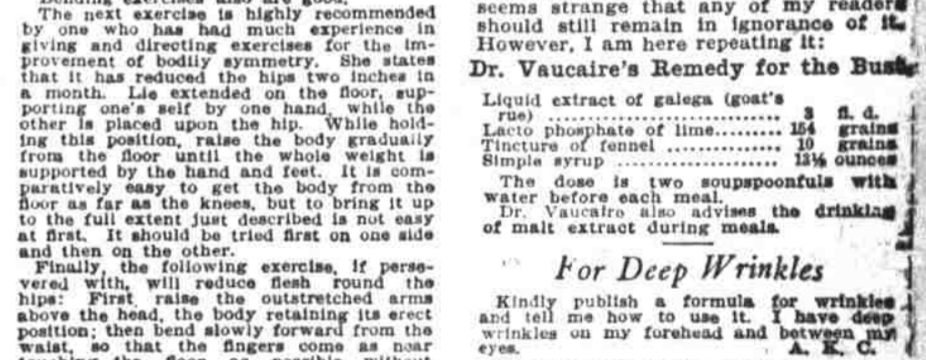 Bending exercises also are good.
The next exercise is highly recommended
by one who has had much experience in
giving and directing exercises for the im-
provement of bodily symmetry. She states
that it has reduced the hips two inches in
a month. Lie extended on the floor, sup-
porting one's self by one hand, while the
other is placed upon the hip. While hold-
ing this position, raise the body gradually
from the floor until the whole weight is
supported by the hand and feet. It is com-
paratively easy to get the body from the
floor as far as the knees, but to bring it up
to the full extent just described is not easy
at first. It should be tried first on one side
and then on the other.
Finally, the following exercise, if perse-
vered with, will reduce flesh round the
hips: First, raise the outstretched arms
above the head, the body retaining its erect
position; then bend slowly forward from the
waist, so that the fingers come as near
touching the floor as possible without
seems strange that any of my readers
should still remain in ignorance of it.
However, I am here repeating it:
Dr. Vaucaire's Remedy for the Bust
Liquid extract of galega (goat's
rue) .............................. 3 fl. d.
Lacto phosphate of lime......... 154 grains
Tincture of fennel ............... 10 grains
Simple syrup ..................... 13½ ounces
The dose is two soupspoonfuls with
water before each meal.
Dr. Vaucaire also advises the drinking
of malt extract during meals.
For Deep Wrinkles
Kindly publish a formula for wrinkles
and tell me how to use it. I have deep
wrinkles on my forehead and between my
eyes. A. K. C.